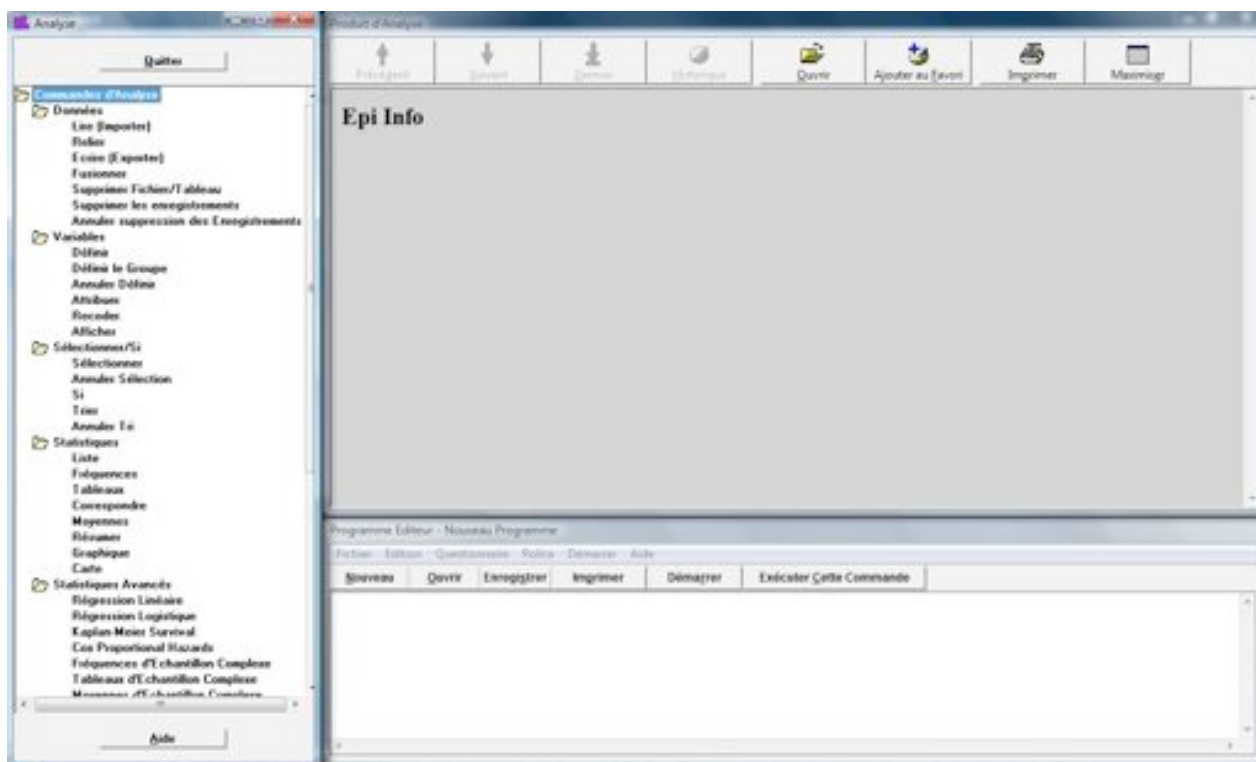 Analyse
Quitter
Commandes d'Analyse
Données
Lire (Importer)
Relier
Ecrire (Exporter)
Fusionner
Supprimer Fichier/Tableau
Supprimer les enregistrements
Annuler suppression des Enregistrements
Variables
Définir
Définir le Groupe
Annuler Définir
Attribuer
Recoder
Afficher
Sélectionner/Si
Sélectionner
Annuler Sélection
Si
Trier
Annuler Tri
Statistiques
Liste
Fréquences
Tableaux
Correspondre
Moyennes
Résumer
Graphique
Carte
Statistiques Avancés
Régression Linéaire
Régression Logistique
Kaplan-Meier Survival
Cox Proportional Hazards
Fréquences d'Echantillon Complexe
Tableaux d'Echantillon Complexe
Moyennes d'Echantillon Complexe
Aide
Produit d'Analyse
Précédent Suivant Dernier Historique Ouvrir Ajouter au Favori Imprimer Maximiser
Epi Info
Programme Editeur - Nouveau Programme
Fichier Edition Questionnaire Police Démarrer Aide
Nouveau Ouvrir Enregistrer Imprimer Démarrer Exécuter Cette Commande